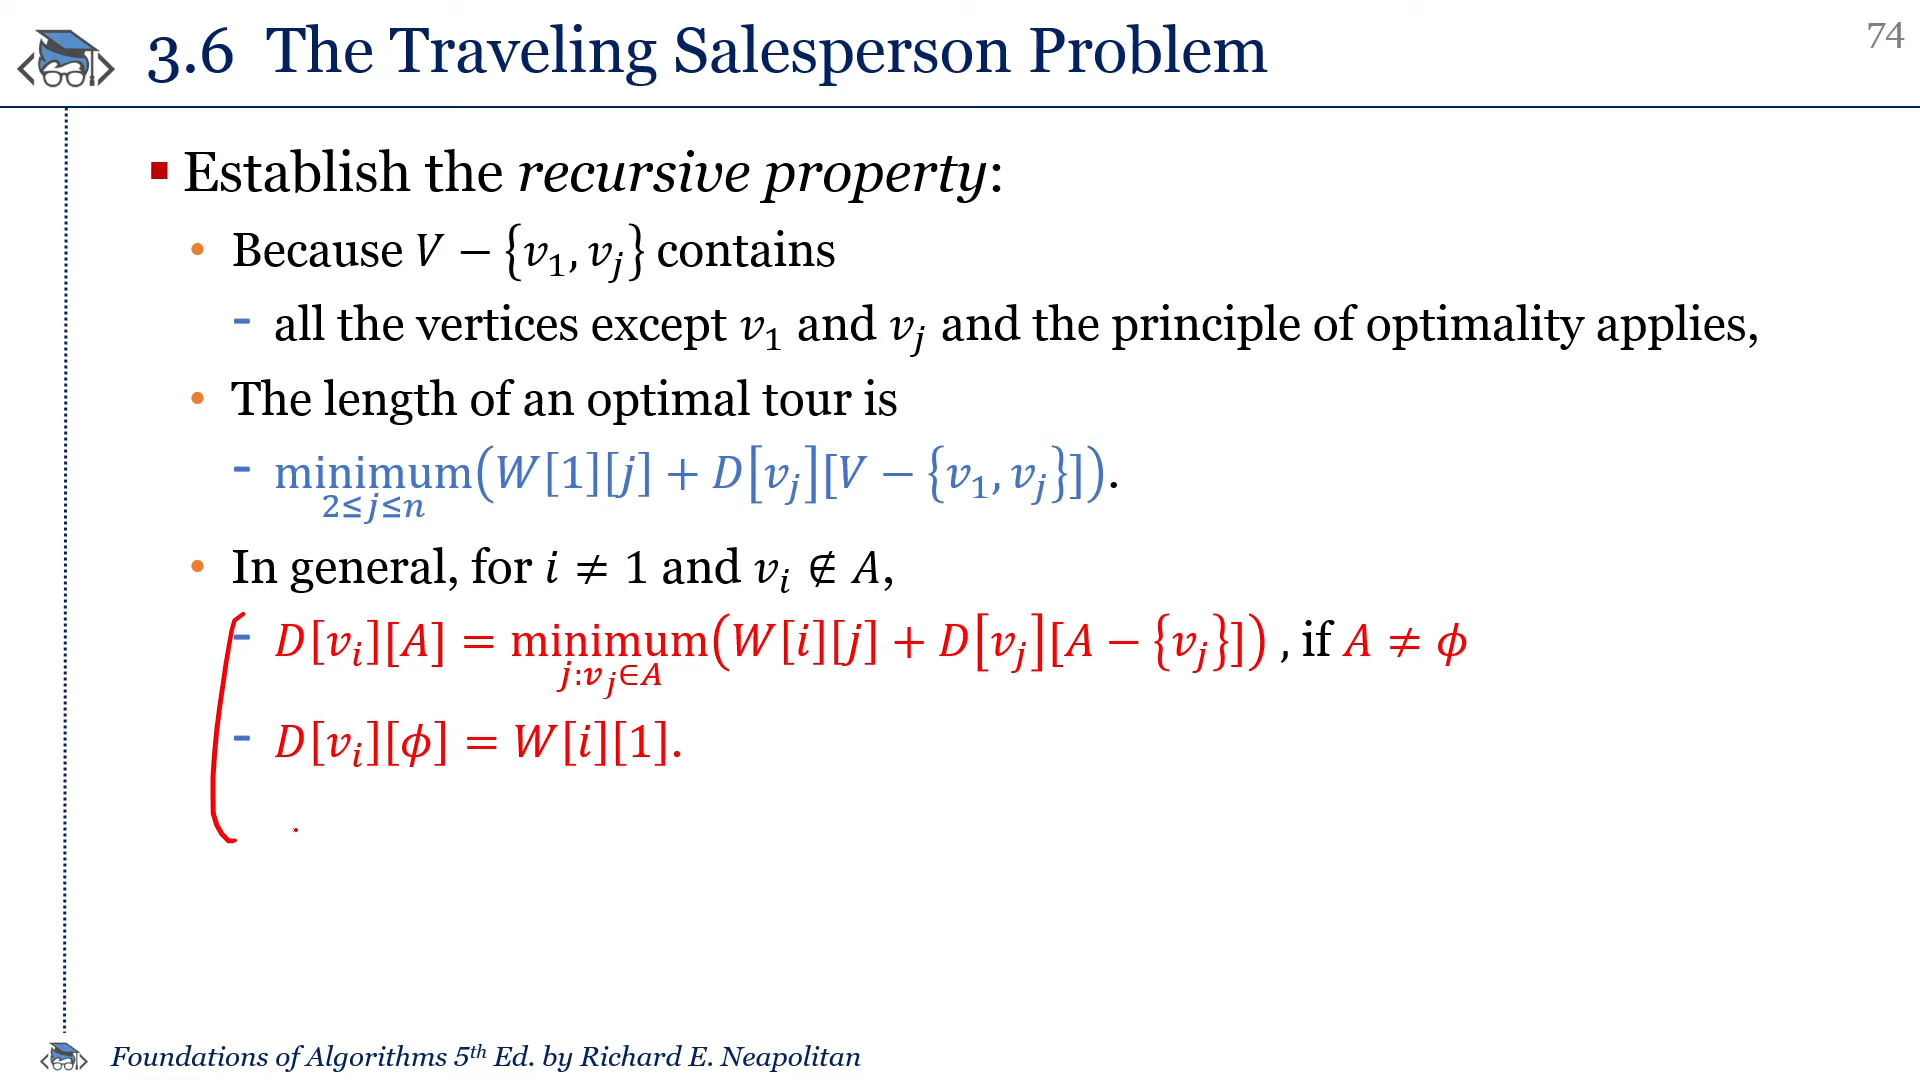 3.6 The Traveling Salesperson Problem
74
▪ Establish the recursive property:
• Because V − {v₁, vⱼ} contains
- all the vertices except v₁ and vⱼ and the principle of optimality applies,
• The length of an optimal tour is
- minimum(W[1][j] + D[vⱼ][V − {v₁, vⱼ}]).
2≤j≤n
• In general, for i ≠ 1 and vᵢ ∉ A,
- D[vᵢ][A] = minimum(W[i][j] + D[vⱼ][A − {vⱼ}]) , if A ≠ ϕ
j:vⱼ∈A
- D[vᵢ][ϕ] = W[i][1].
Foundations of Algorithms 5th Ed. by Richard E. Neapolitan